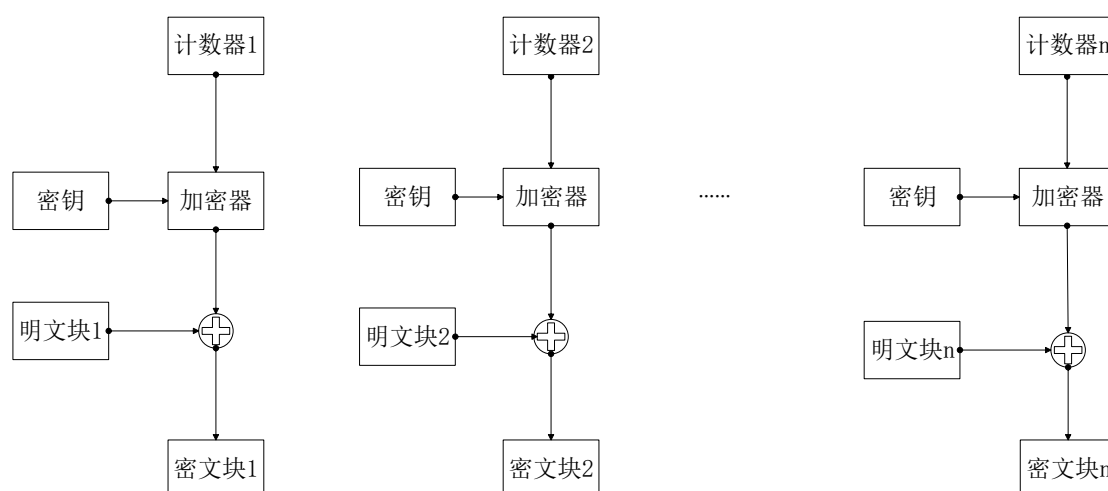 计数器1 计数器2 计数器n
密钥 加密器 密钥 加密器 …… 密钥 加密器
明文块1 明文块2 明文块n
密文块1 密文块2 密文块n